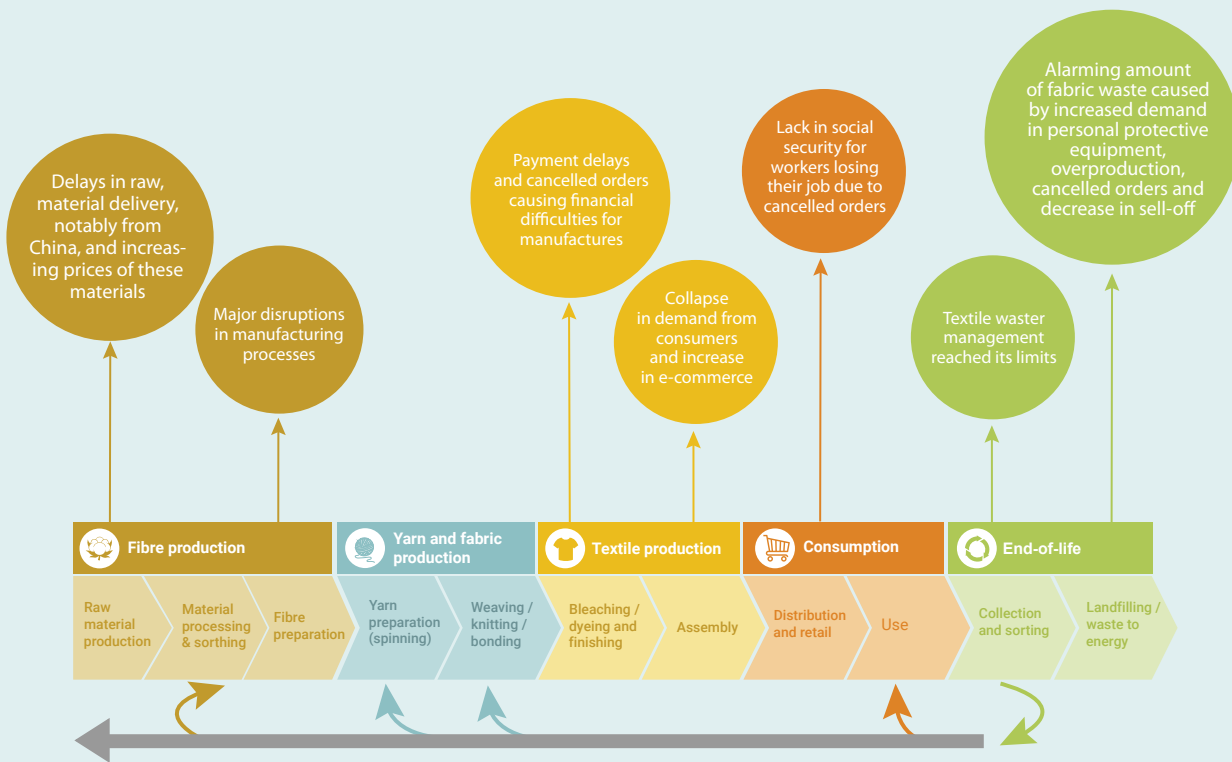 Delays in raw,
material delivery,
notably from
China, and increas-
ing prices of these
materials
Major disruptions
in manufacturing
processes
Payment delays
and cancelled orders
causing financial
difficulties for
manufactures
Collapse
in demand from
consumers
and increase
in e-commerce
Lack in social
security for
workers losing
their job due to
cancelled orders
Textile waster
management
reached its limits
Alarming amount
of fabric waste caused
by increased demand
in personal protective
equipment,
overproduction,
cancelled orders and
decrease in sell-off
Fibre production
Yarn and fabric
production
Textile production
Consumption
End-of-life
Raw
material
production
Material
processing
& sorthing
Fibre
preparation
Yarn
preparation
(spinning)
Weaving /
knitting /
bonding
Bleaching /
dyeing and
finishing
Assembly
Distribution
and retail
Use
Collection
and sorting
Landfilling /
waste to
energy